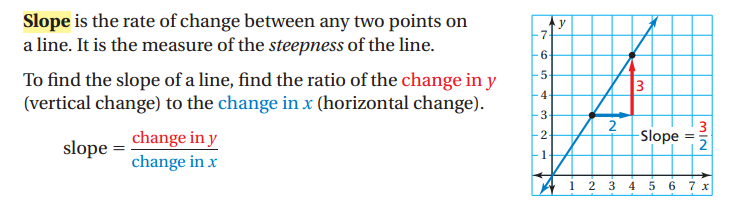 Slope is the rate of change between any two points on
a line. It is the measure of the steepness of the line.
To find the slope of a line, find the ratio of the change in y
(vertical change) to the change in x (horizontal change).
slope = change in y
change in x
y
7
6
5
4
3
2
1
3
2
Slope = 3
2
1 2 3 4 5 6 7 x